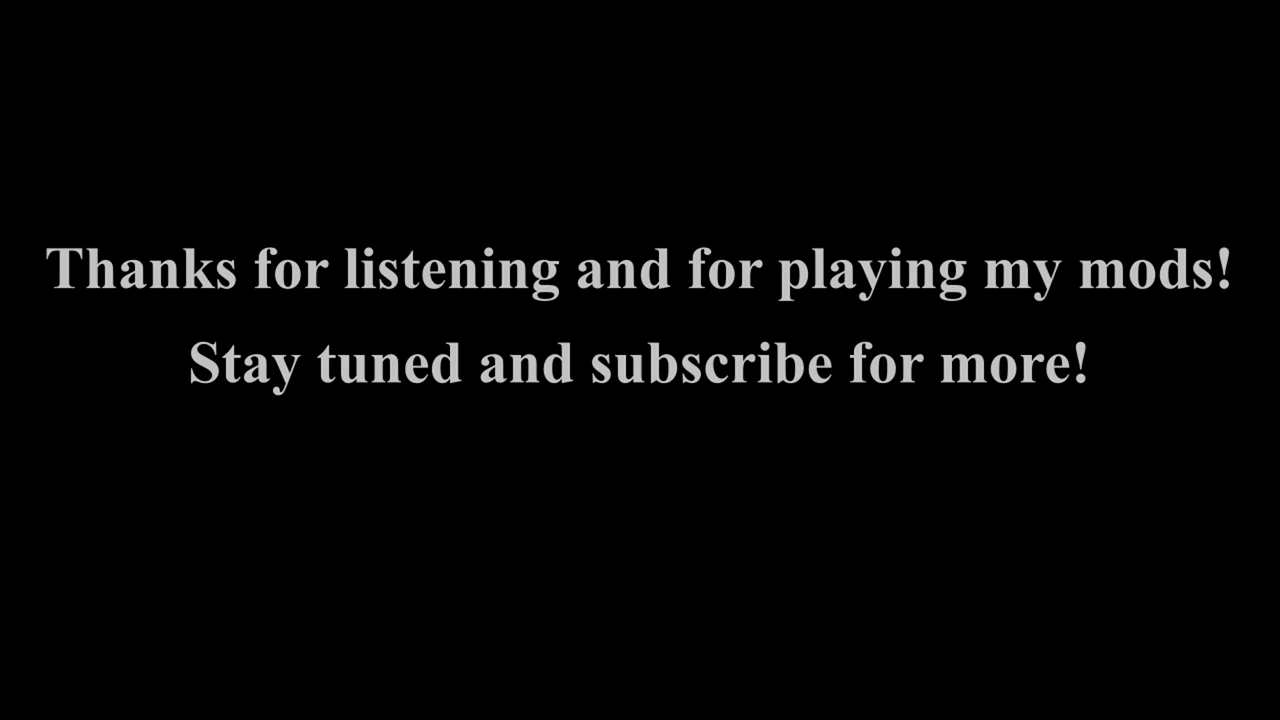 Thanks for listening and for playing my mods!
Stay tuned and subscribe for more!